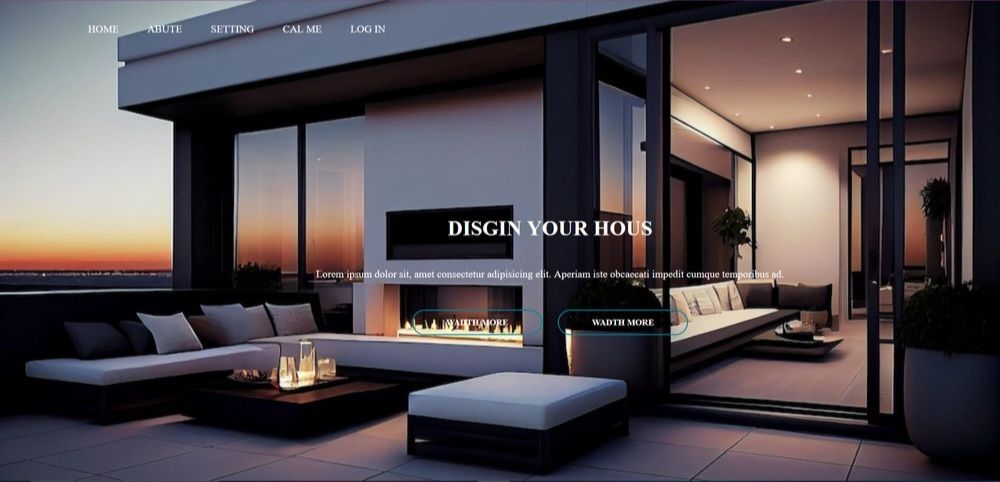 HOME ABUTE SETTING CAL ME LOG IN
DISGIN YOUR HOUS
Lorem ipsum dolor sit, amet consectetur adipisicing elit. Aperiam iste obcaecati impedit cumque temporibus ad.
WADTH MORE WADTH MORE